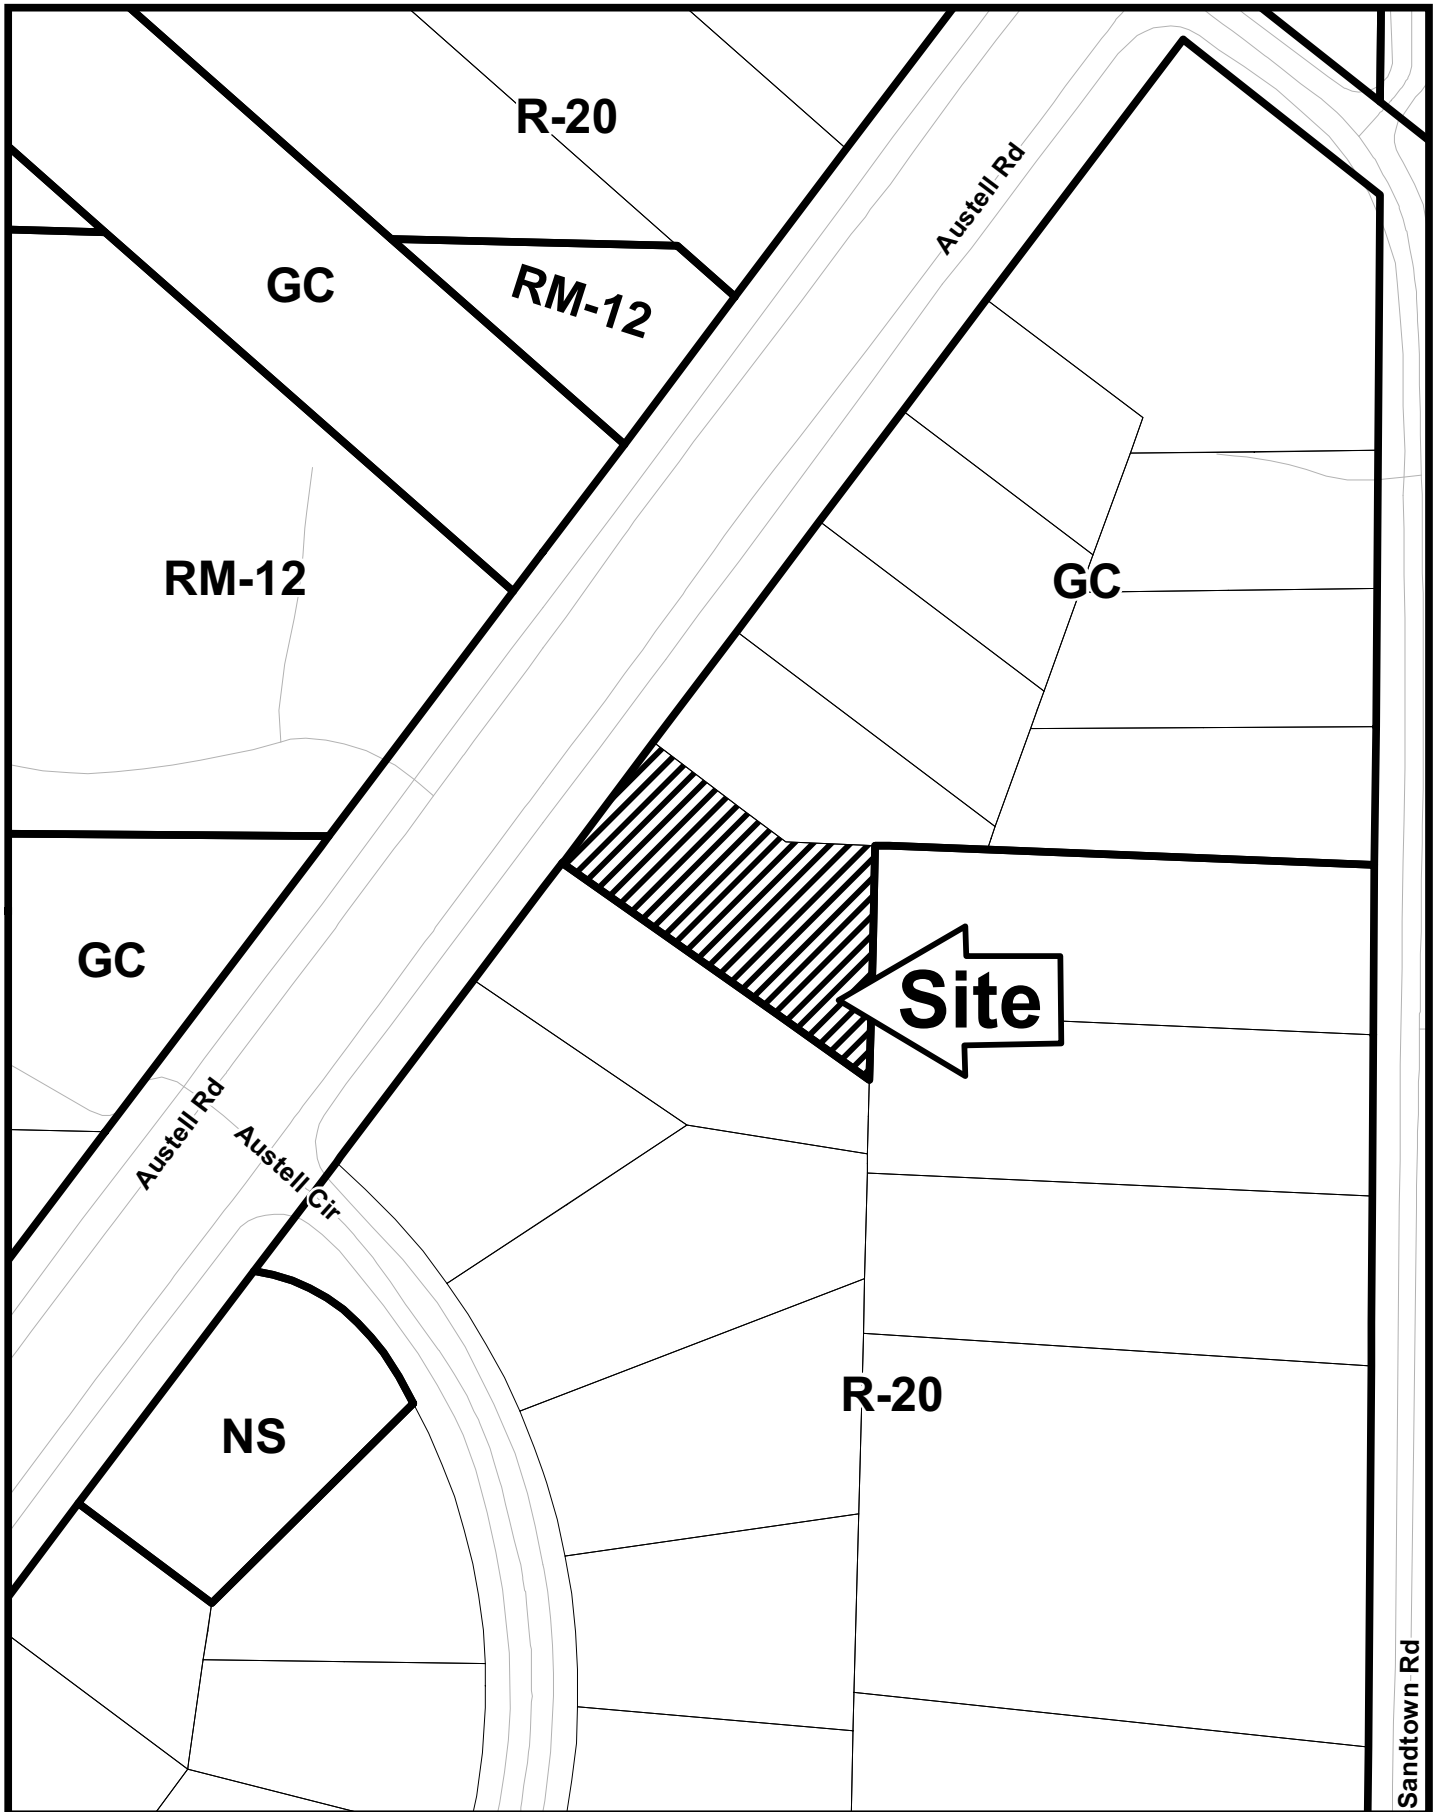 R-20
Austell Rd
GC
RM-12
RM-12
GC
GC
Site
Austell Rd
Austell Cir
R-20
NS
Sandtown Rd